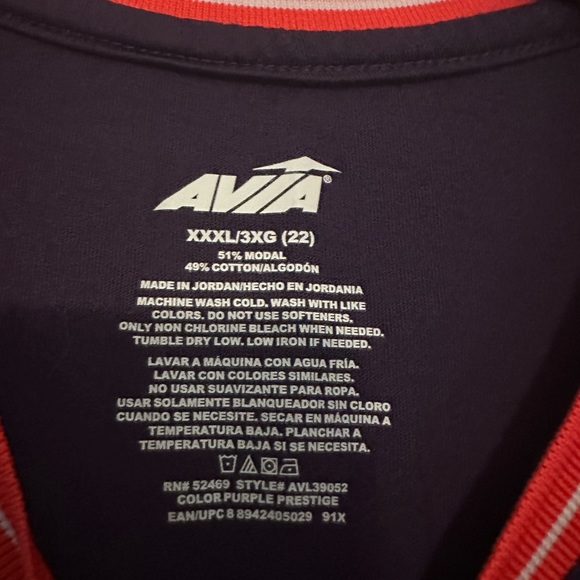 AVIA®
XXXL/3XG (22)
51% MODAL
49% COTTON/ALGODÓN
MADE IN JORDAN/HECHO EN JORDANIA
MACHINE WASH COLD. WASH WITH LIKE
COLORS. DO NOT USE SOFTENERS.
ONLY NON CHLORINE BLEACH WHEN NEEDED.
TUMBLE DRY LOW. LOW IRON IF NEEDED.
LAVAR A MÁQUINA CON AGUA FRÍA.
LAVAR CON COLORES SIMILARES.
NO USAR SUAVIZANTE PARA ROPA.
USAR SOLAMENTE BLANQUEADOR SIN CLORO
CUANDO SE NECESITE. SECAR EN MÁQUINA A
TEMPERATURA BAJA. PLANCHAR A
TEMPERATURA BAJA SI SE NECESITA.
RN# 52469 STYLE# AVL39052
COLOR PURPLE PRESTIGE
EAN/UPC 8 8942405029 91X